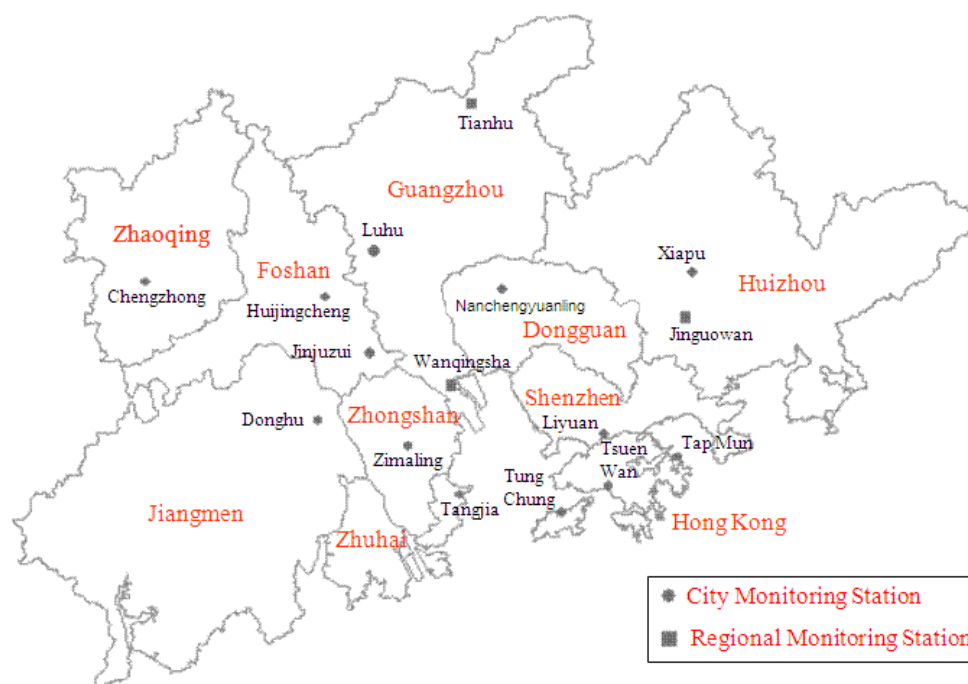 Tianhu
Guangzhou
Zhaoqing
Luhu
Xiapu
Foshan
Huizhou
Chengzhong
Huijingcheng
Nanchengyuanling
Dongguan
Jinguowan
Jinjuzui
Wanqingsha
Shenzhen
Donghu
Zhongshan
Liyuan
Zimaling
Tsuen
Wan
Tap Mun
Tung
Chung
Tangjia
Jiangmen
Hong Kong
Zhuhai
City Monitoring Station
Regional Monitoring Station